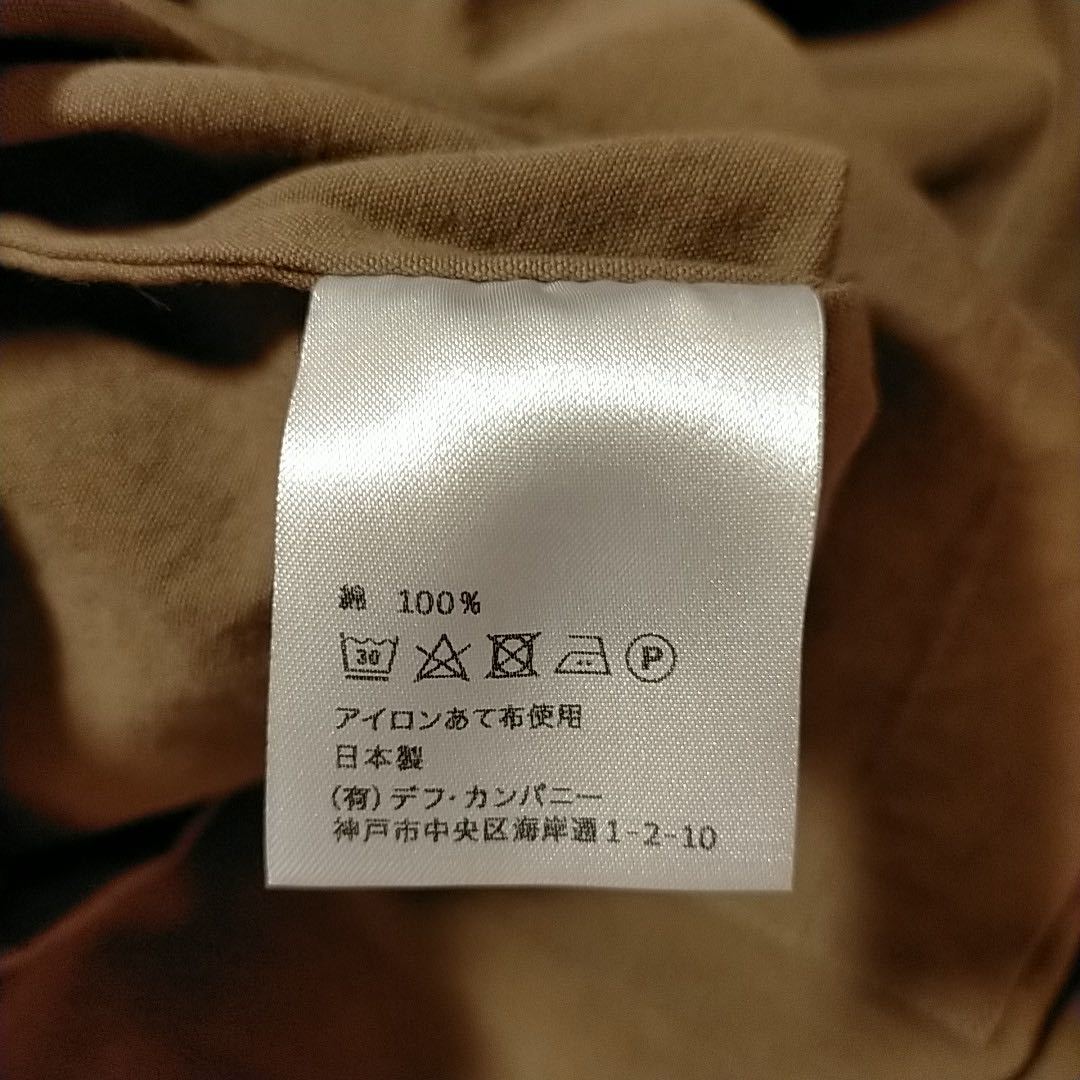 綿 100%
30 P
アイロンあて布使用
日本製
(有)デフ・カンパニー
神戸市中央区海岸通1-2-10